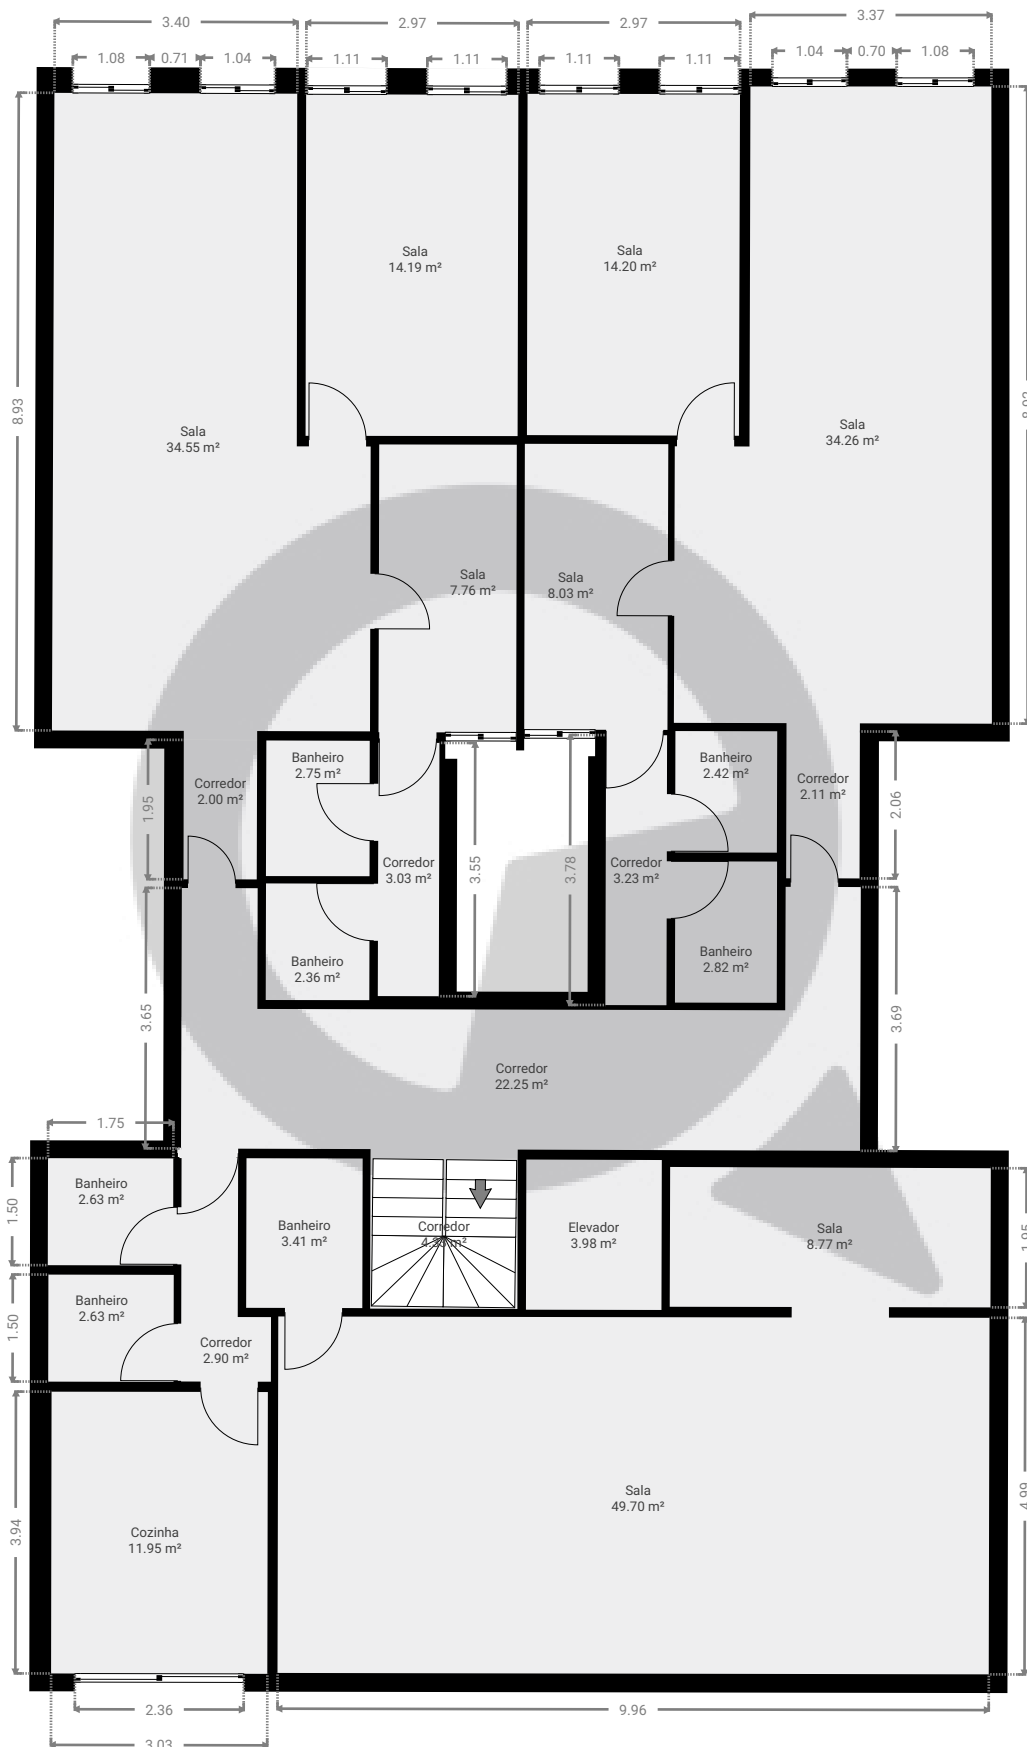 3.40
2.97
2.97
3.37
1.08
0.71
1.04
1.11
1.11
1.11
1.11
1.04
0.70
1.08
Sala
14.19 m²
Sala
14.20 m²
8.93
Sala
34.55 m²
Sala
34.26 m²
Sala
7.76 m²
Sala
8.03 m²
Corredor
2.00 m²
Banheiro
2.75 m²
Banheiro
2.42 m²
Corredor
2.11 m²
1.95
2.06
Corredor
3.03 m²
3.55
3.78
Corredor
3.23 m²
Banheiro
2.36 m²
Banheiro
2.82 m²
3.65
3.69
Corredor
22.25 m²
1.75
1.50
Banheiro
2.63 m²
Banheiro
3.41 m²
Corredor
Elevador
3.98 m²
Sala
8.77 m²
1.95
1.50
Banheiro
2.63 m²
Corredor
2.90 m²
3.94
Cozinha
11.95 m²
Sala
49.70 m²
4.99
2.36
9.96
3.03